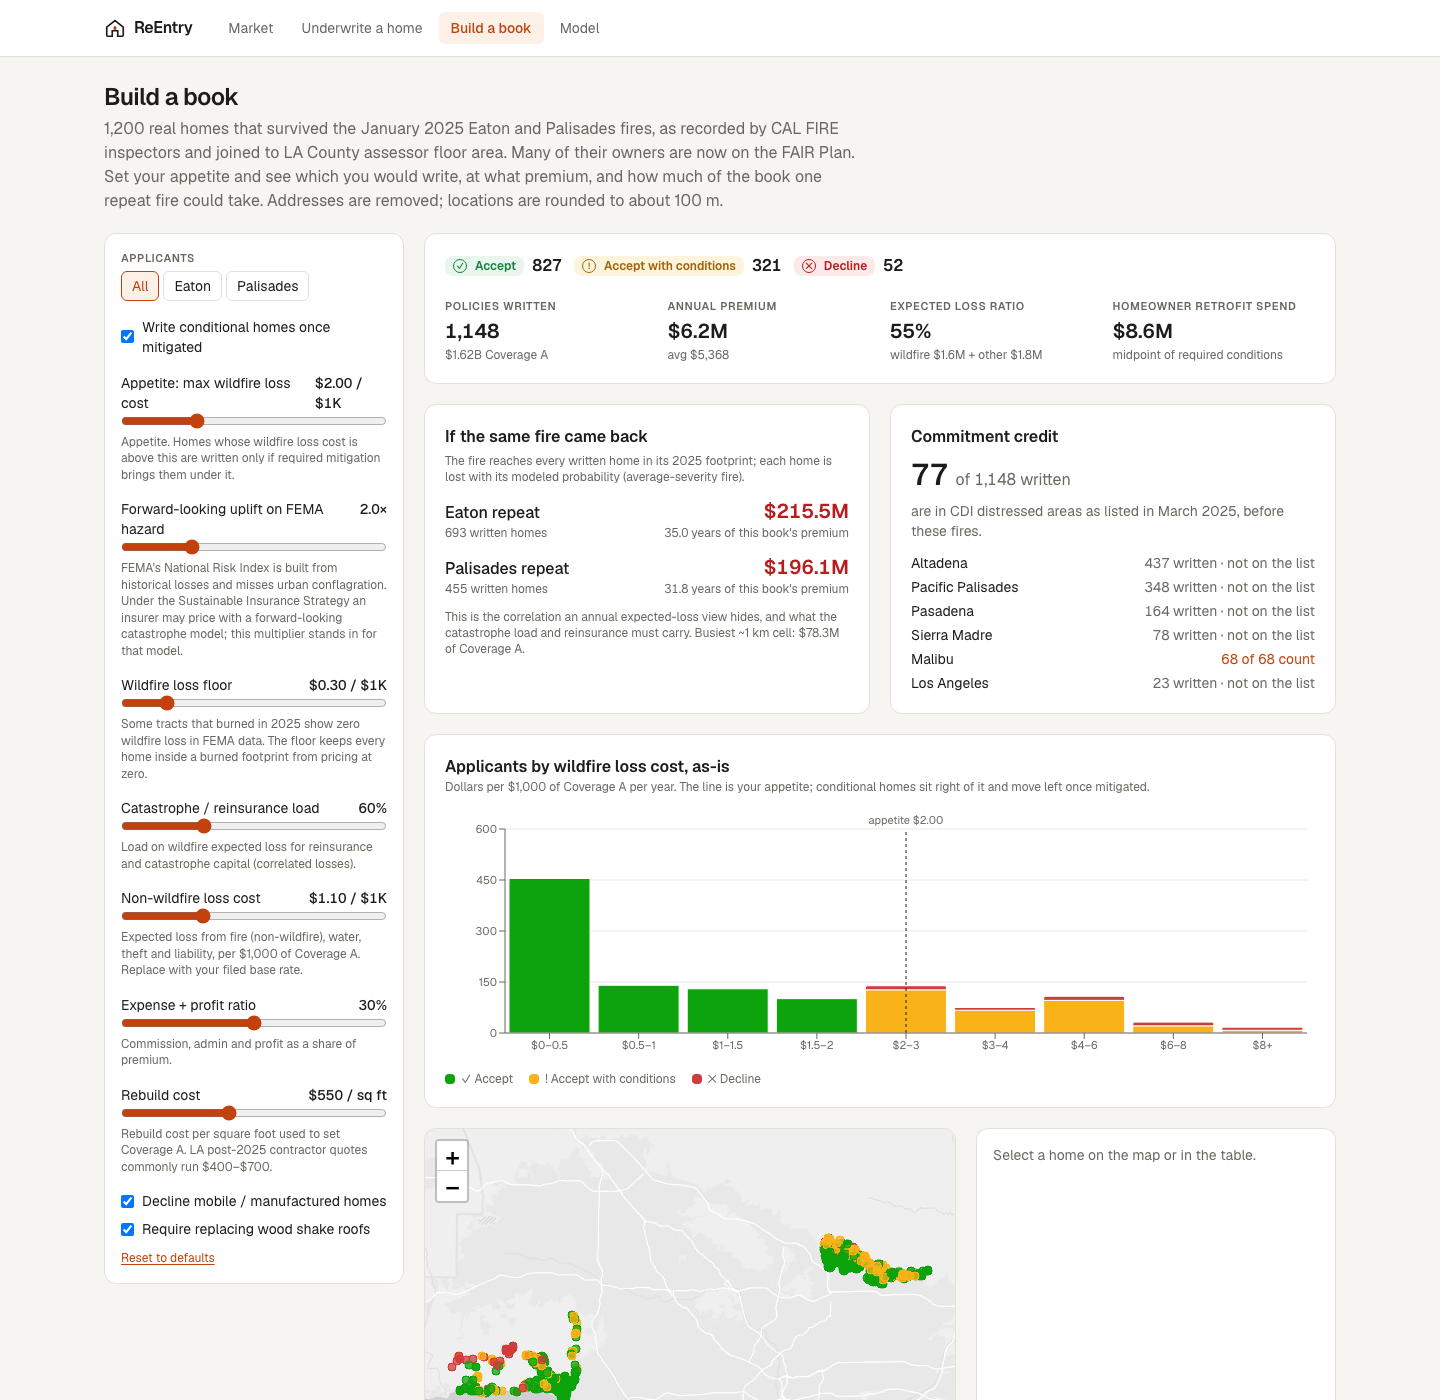 ReEntry
Market
Underwrite a home
Build a book
Model
Build a book
1,200 real homes that survived the January 2025 Eaton and Palisades fires, as recorded by CAL FIRE
inspectors and joined to LA County assessor floor area. Many of their owners are now on the FAIR Plan.
Set your appetite and see which you would write, at what premium, and how much of the book one
repeat fire could take. Addresses are removed; locations are rounded to about 100 m.
APPLICANTS
All
Eaton
Palisades
Write conditional homes once
mitigated
Appetite: max wildfire loss
cost
$2.00 /
$1K
Appetite. Homes whose wildfire loss cost is
above this are written only if required mitigation
brings them under it.
Forward-looking uplift on FEMA
hazard
2.0×
FEMA's National Risk Index is built from
historical losses and misses urban conflagration.
Under the Sustainable Insurance Strategy an
insurer may price with a forward-looking
catastrophe model; this multiplier stands in for
that model.
Wildfire loss floor
$0.30 / $1K
Some tracts that burned in 2025 show zero
wildfire loss in FEMA data. The floor keeps every
home inside a burned footprint from pricing at
zero.
Catastrophe / reinsurance load
60%
Load on wildfire expected loss for reinsurance
and catastrophe capital (correlated losses).
Non-wildfire loss cost
$1.10 / $1K
Expected loss from fire (non-wildfire), water,
theft and liability, per $1,000 of Coverage A.
Replace with your filed base rate.
Expense + profit ratio
30%
Commission, admin and profit as a share of
premium.
Rebuild cost
$550 / sq ft
Rebuild cost per square foot used to set
Coverage A. LA post-2025 contractor quotes
commonly run $400–$700.
Decline mobile / manufactured homes
Require replacing wood shake roofs
Reset to defaults
Accept 827
! Accept with conditions 321
Decline 52
POLICIES WRITTEN
1,148
$1.62B Coverage A
ANNUAL PREMIUM
$6.2M
avg $5,368
EXPECTED LOSS RATIO
55%
wildfire $1.6M + other $1.8M
HOMEOWNER RETROFIT SPEND
$8.6M
midpoint of required conditions
If the same fire came back
The fire reaches every written home in its 2025 footprint; each home is
lost with its modeled probability (average-severity fire).
Eaton repeat
$215.5M
693 written homes
35.0 years of this book's premium
Palisades repeat
$196.1M
455 written homes
31.8 years of this book's premium
This is the correlation an annual expected-loss view hides, and what the
catastrophe load and reinsurance must carry. Busiest ~1 km cell: $78.3M
of Coverage A.
Commitment credit
77 of 1,148 written
are in CDI distressed areas as listed in March 2025, before
these fires.
Altadena 437 written · not on the list
Pacific Palisades 348 written · not on the list
Pasadena 164 written · not on the list
Sierra Madre 78 written · not on the list
Malibu 68 of 68 count
Los Angeles 23 written · not on the list
Applicants by wildfire loss cost, as-is
Dollars per $1,000 of Coverage A per year. The line is your appetite; conditional homes sit right of it and move left once mitigated.
appetite $2.00
600
450
300
150
0
$0–0.5
$0.5–1
$1–1.5
$1.5–2
$2–3
$3–4
$4–6
$6–8
$8+
✓ Accept
! Accept with conditions
✕ Decline
+
−
Select a home on the map or in the table.